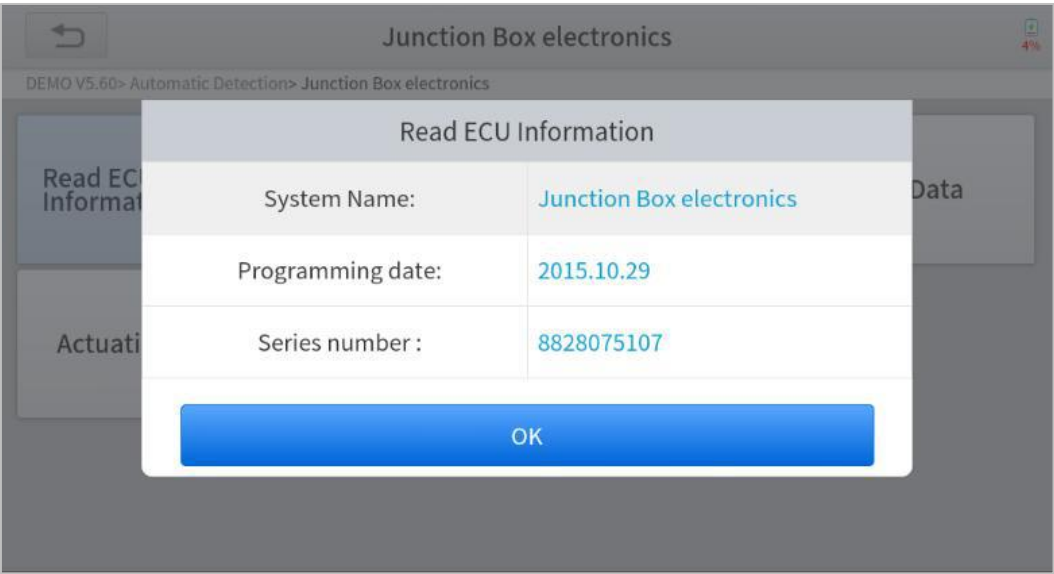 Junction Box electronics
4%
DEMO V5.60> Automatic Detection> Junction Box electronics
Read ECU Information
Read EC
Informat
Data
System Name: Junction Box electronics
Programming date: 2015.10.29
Series number : 8828075107
Actuati
OK